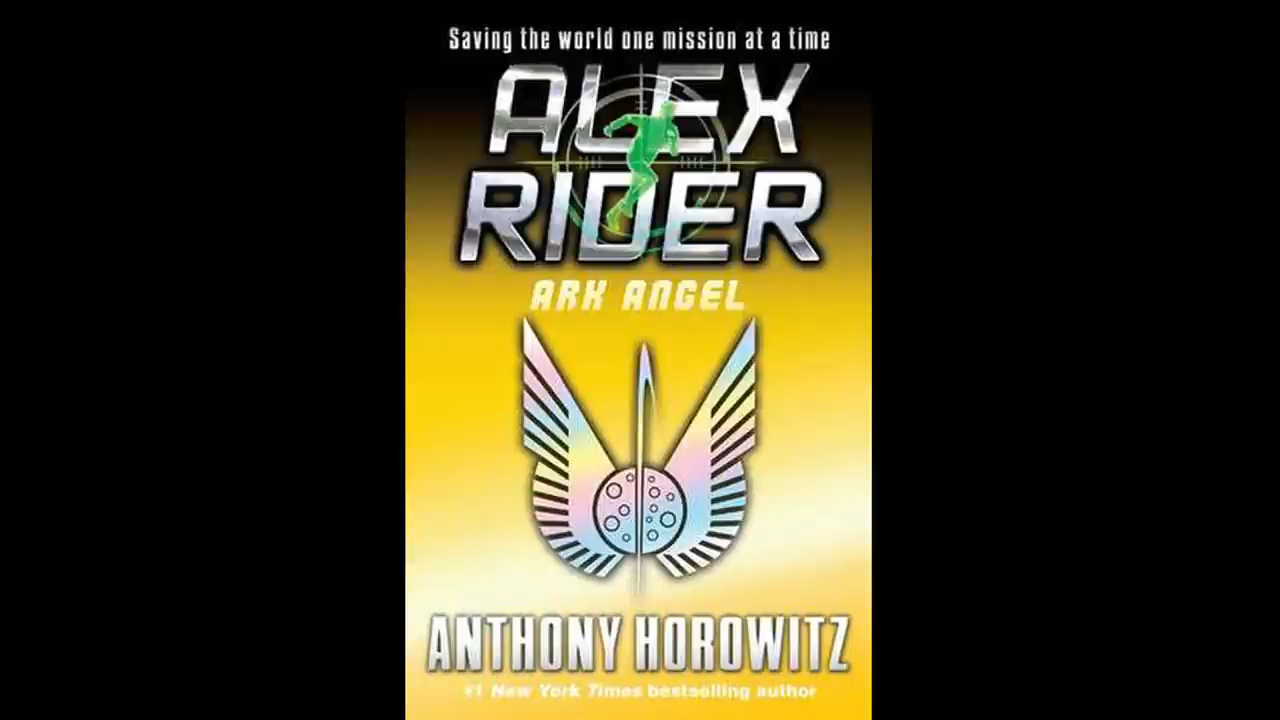 Saving the world one mission at a time
ALEX
RIDER
ARK ANGEL
ANTHONY HOROWITZ
#1 New York Times bestselling author